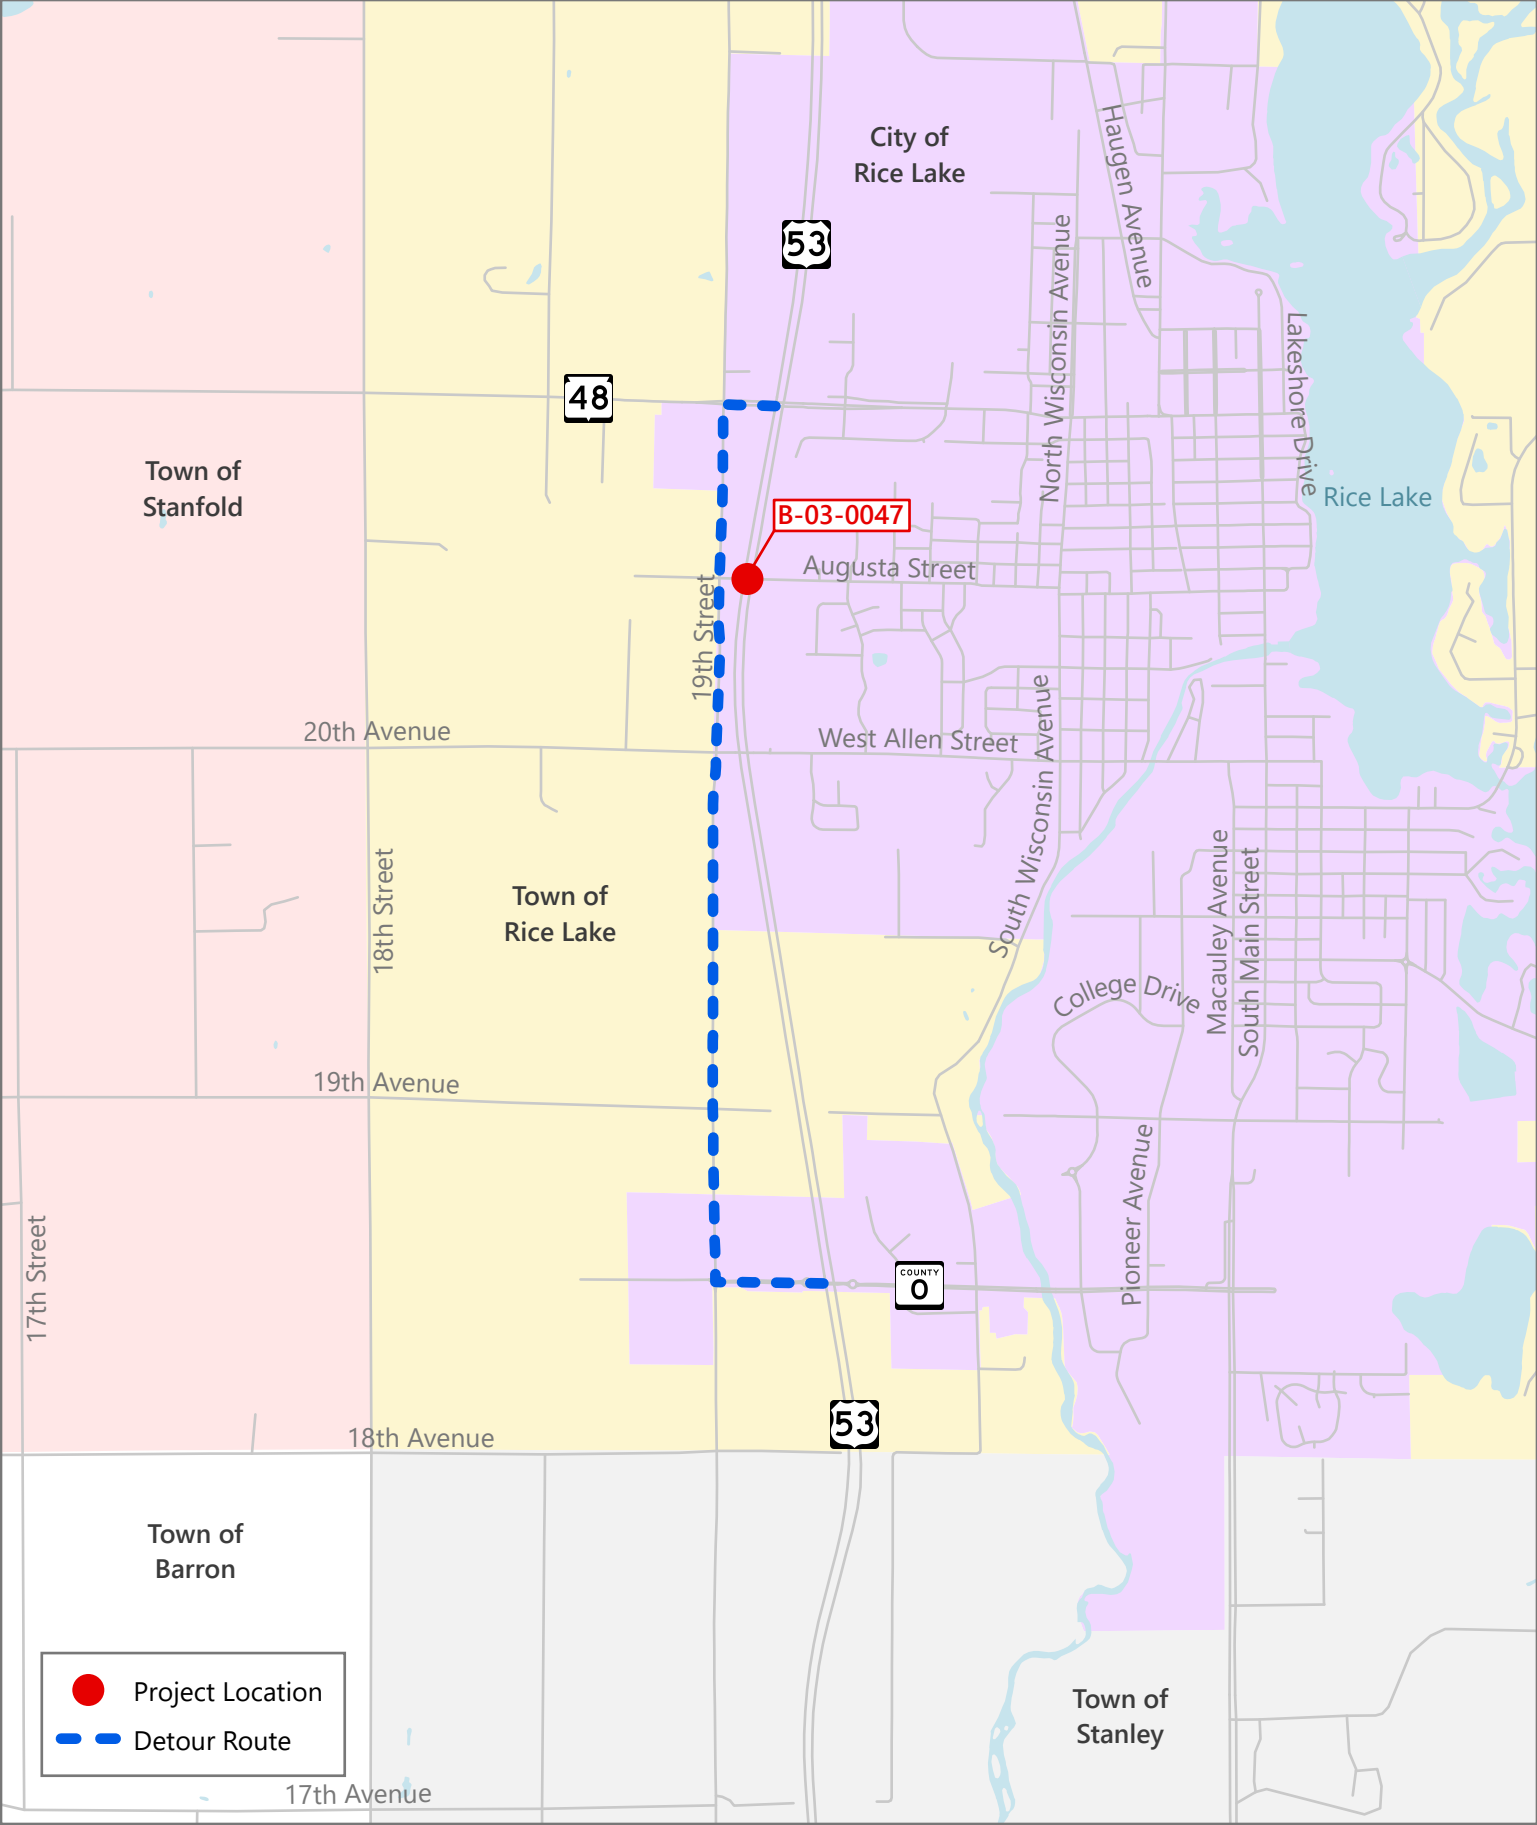 City of
Rice Lake
Haugen Avenue
53
North Wisconsin Avenue
Lakeshore Drive
48
Town of
Stanfold
Rice Lake
B-03-0047
Augusta Street
19th Street
20th Avenue
West Allen Street
South Wisconsin Avenue
18th Street
Town of
Rice Lake
Macauley Avenue
South Main Street
College Drive
19th Avenue
Pioneer Avenue
17th Street
COUNTY
O
53
18th Avenue
Town of
Barron
Project Location
Detour Route
Town of
Stanley
17th Avenue